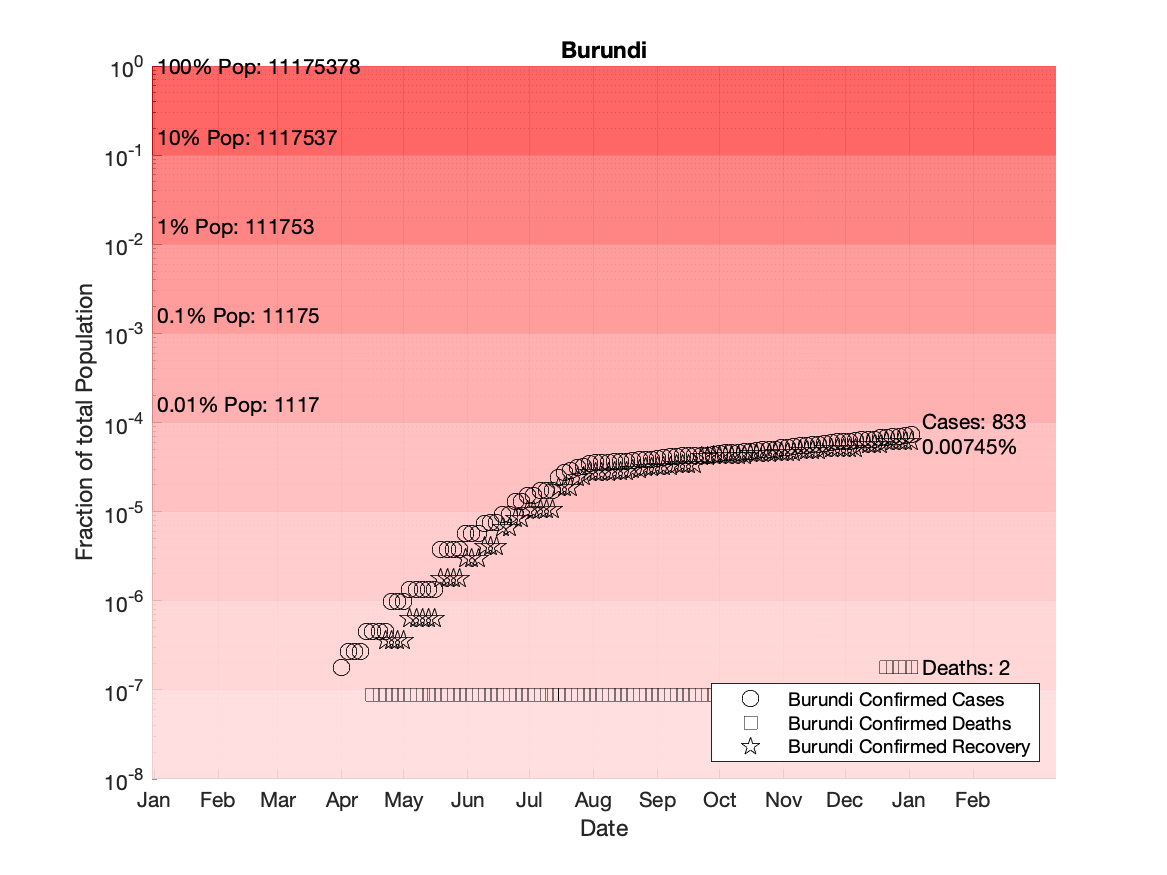 Burundi
10^0
100% Pop: 11175378
10% Pop: 1117537
10^-1
1% Pop: 111753
10^-2
0.1% Pop: 11175
10^-3
0.01% Pop: 1117
10^-4
Cases: 833
0.00745%
10^-5
10^-6
Deaths: 2
10^-7
Burundi Confirmed Cases
Burundi Confirmed Deaths
Burundi Confirmed Recovery
10^-8
Fraction of total Population
Jan Feb Mar Apr May Jun Jul Aug Sep Oct Nov Dec Jan Feb
Date